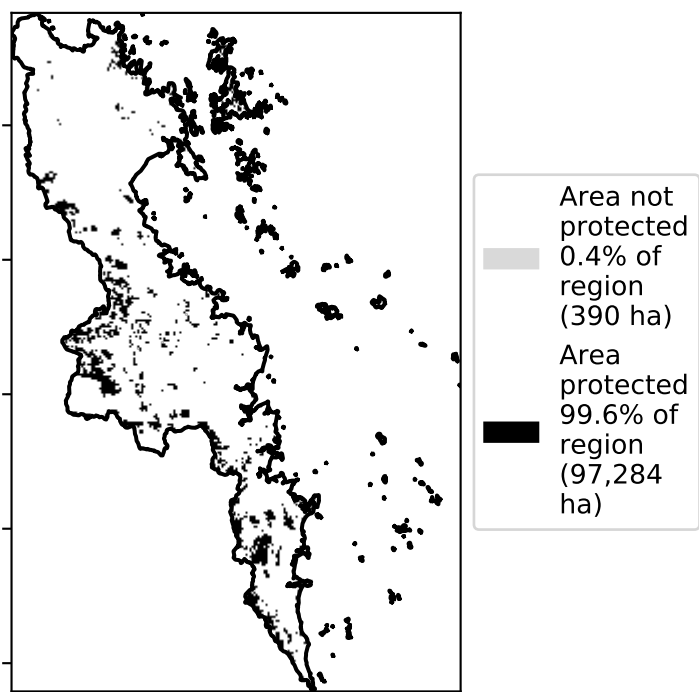 Area not
protected
0.4% of
region
(390 ha)
Area
protected
99.6% of
region
(97,284
ha)